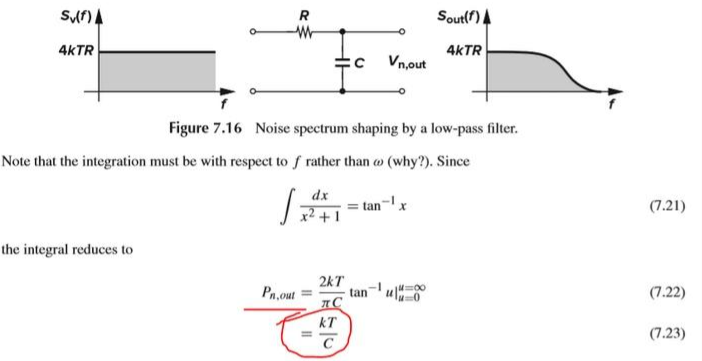 Sv(f) R Sout(f)
4kTR C Vn,out 4kTR
f f
Figure 7.16 Noise spectrum shaping by a low-pass filter.
Note that the integration must be with respect to f rather than ω (why?). Since
∫ dx / (x² + 1) = tan⁻¹ x (7.21)
the integral reduces to
Pn,out = 2kT / πC tan⁻¹ u|u=∞ u=0 (7.22)
= kT / C (7.23)